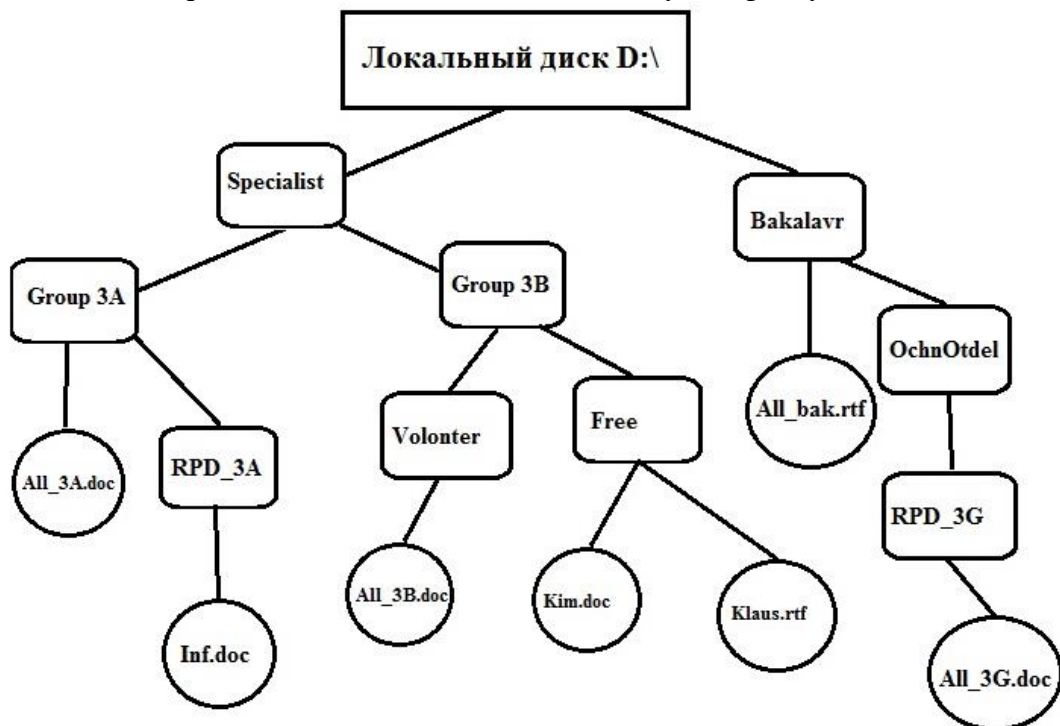 Локальный диск D:\
Specialist
Bakalavr
Group 3A
Group 3B
OchnOtdel
All_bak.rtf
Volonter
Free
RPD_3A
All_3A.doc
RPD_3G
All_3B.doc
Kim.doc
Klaus.rtf
Inf.doc
All_3G.doc